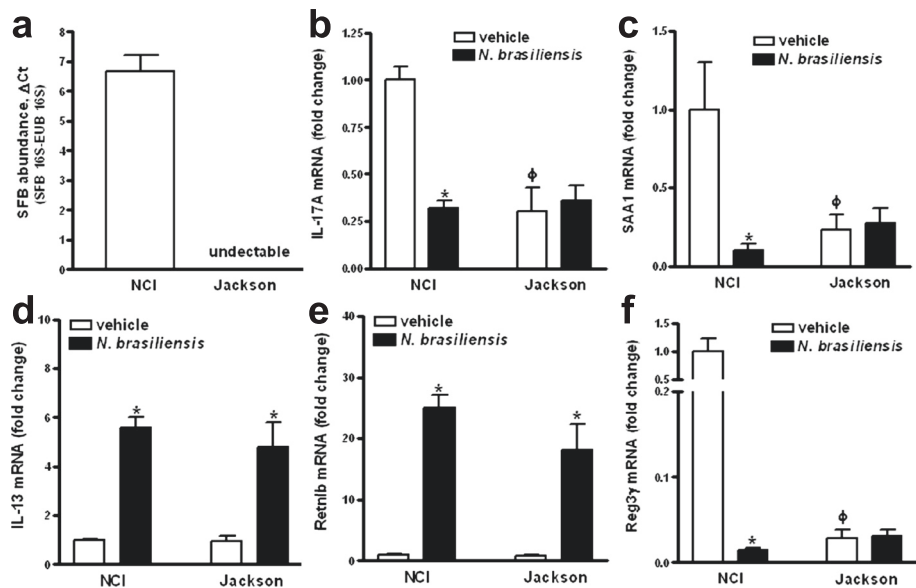 a
SFB abundance, ΔCt
(SFB 16S-EUB 16S)
8
7
6
5
4
3
2
1
0
undectable
NCI Jackson
b
vehicle
N. brasiliensis
IL-17A mRNA (fold change)
1.00
0.75
0.50
0.25
0.00
*
ϕ
NCI Jackson
c
vehicle
N. brasiliensis
SAA1 mRNA (fold change)
1.5
1.0
0.5
0.0
*
ϕ
NCI Jackson
d
vehicle
N. brasiliensis
IL-13 mRNA (fold change)
10
8
6
4
2
0
* *
NCI Jackson
e
vehicle
N. brasiliensis
Retnlb mRNA (fold change)
40
30
20
10
0
* *
NCI Jackson
f
vehicle
N. brasiliensis
Reg3γ mRNA (fold change)
1.5
1.0
0.5
0.2
0.1
0.0
*
ϕ
NCI Jackson